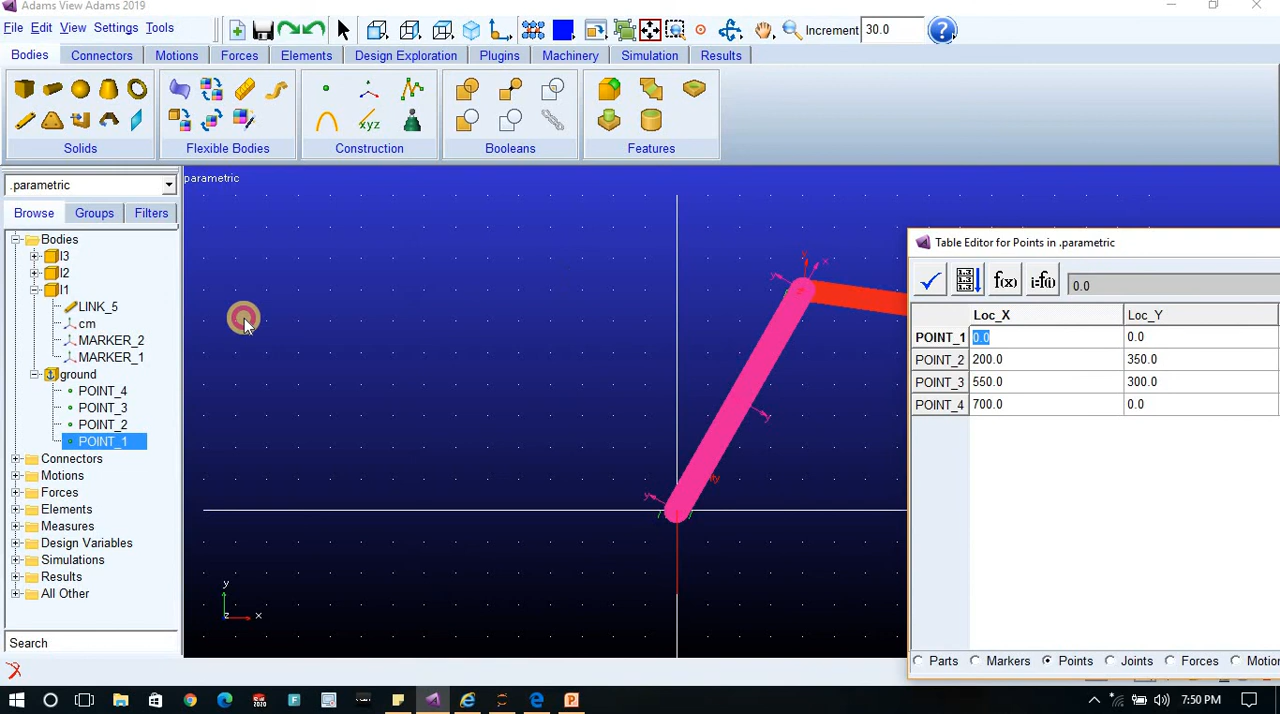 Adams View Adams 2019
File Edit View Settings Tools
Increment 30.0
Bodies Connectors Motions Forces Elements Design Exploration Plugins Machinery Simulation Results
xyz
Solids Flexible Bodies Construction Booleans Features
.parametric
parametric
Browse Groups Filters
Bodies
l3
l2
l1
LINK_5
cm
MARKER_2
MARKER_1
ground
POINT_4
POINT_3
POINT_2
POINT_1
Connectors
Motions
Forces
Elements
Measures
Design Variables
Simulations
Results
All Other
Search
y
z x
y x
y
y
y
Table Editor for Points in .parametric
f(x) i=f(i) 0.0
Loc_X Loc_Y
POINT_1 0.0 0.0
POINT_2 200.0 350.0
POINT_3 550.0 300.0
POINT_4 700.0 0.0
Parts Markers Points Joints Forces Motio
2020 F P
7:50 PM